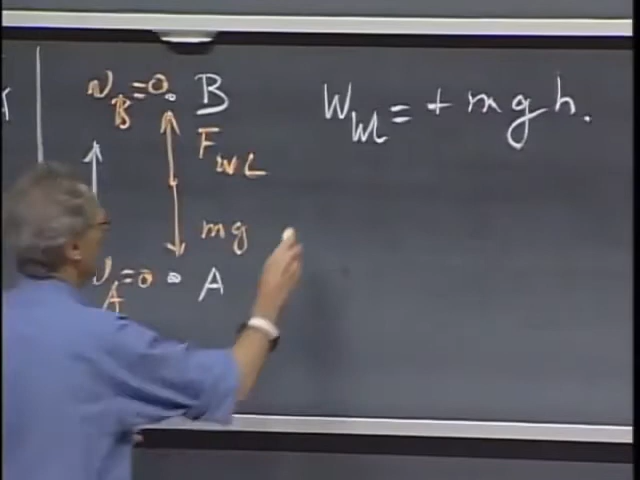 v_B = 0 B
W_WL = + mgh.
F_WL
mg
v_A = 0 A